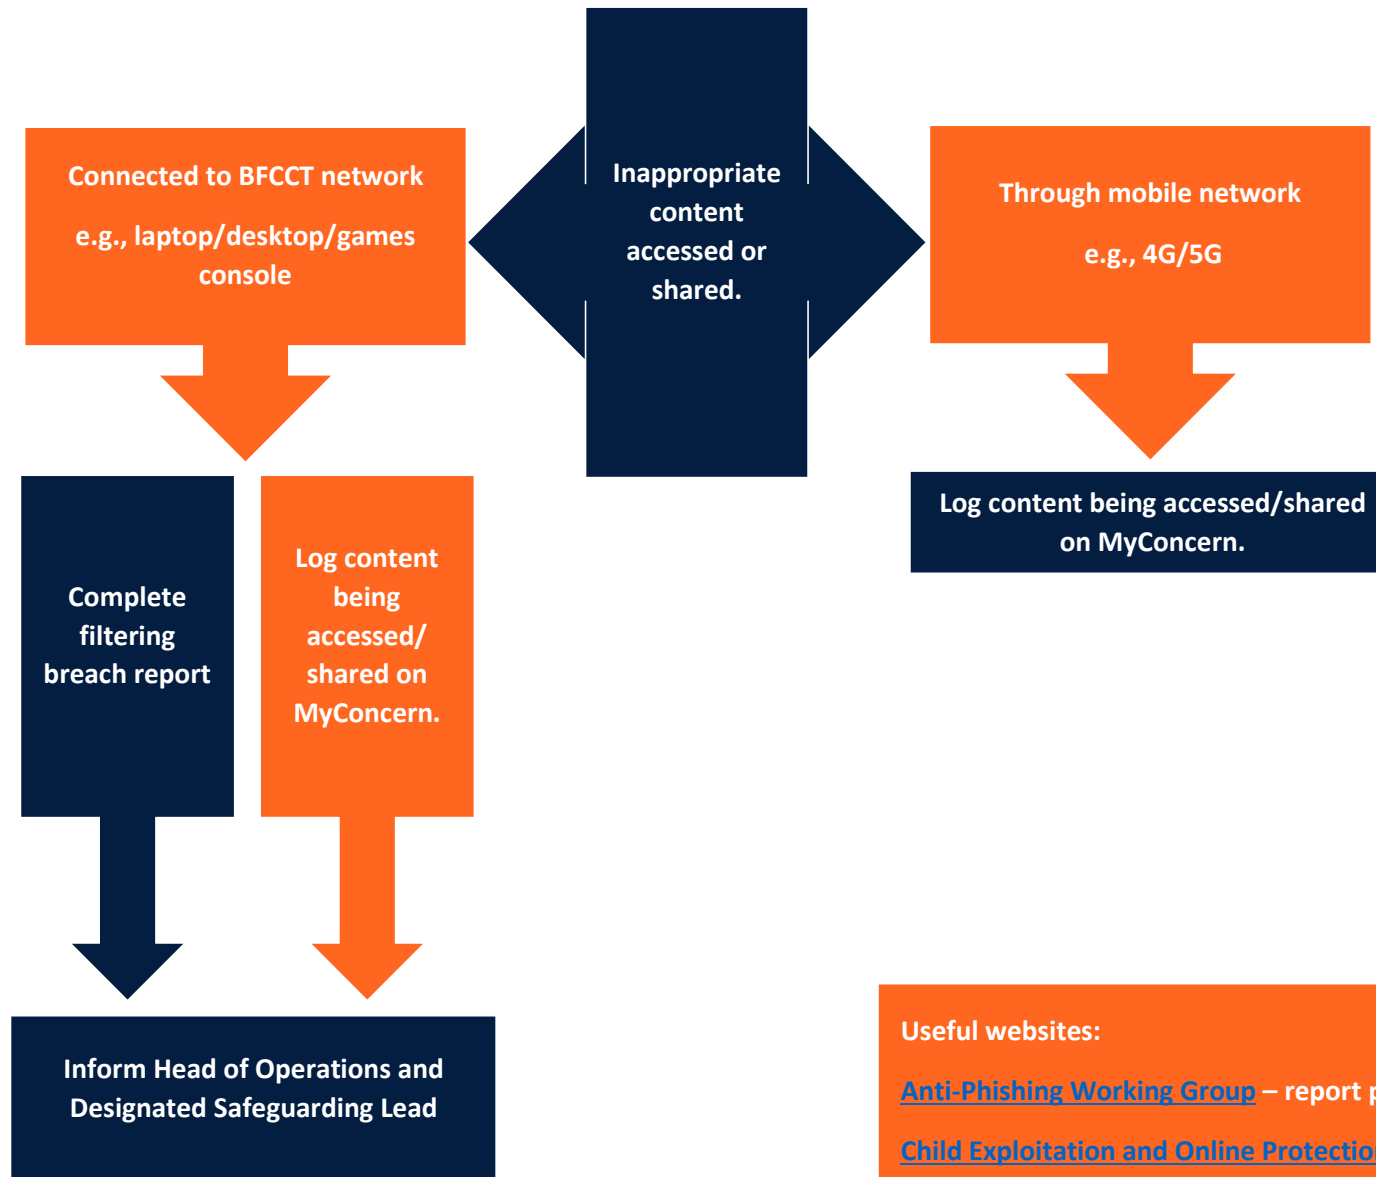 Inappropriate
content
accessed or
shared.
Connected to BFCCT network
e.g., laptop/desktop/games
console
Through mobile network
e.g., 4G/5G
Complete
filtering
breach report
Log content
being
accessed/
shared on
MyConcern.
Log content being accessed/shared
on MyConcern.
Inform Head of Operations and
Designated Safeguarding Lead
Useful websites:
Anti-Phishing Working Group – report
Child Exploitation and Online